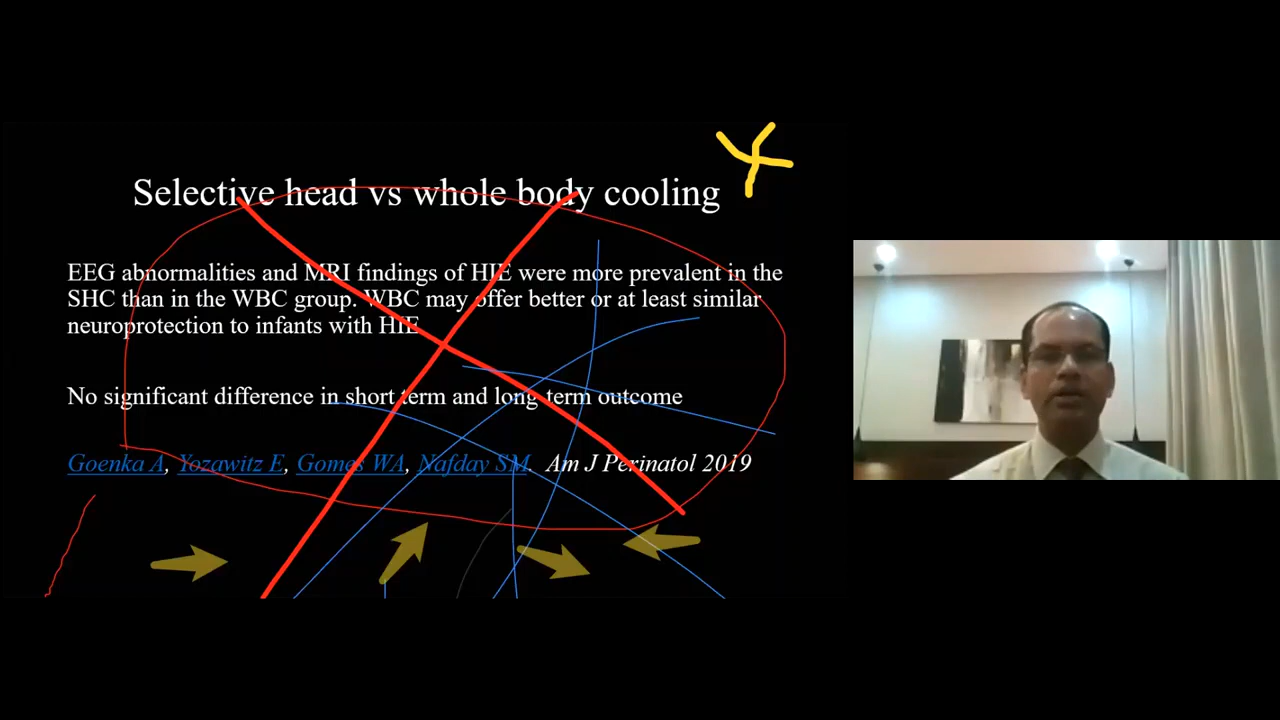 Selective head vs whole body cooling
EEG abnormalities and MRI findings of HIE were more prevalent in the
SHC than in the WBC group. WBC may offer better or at least similar
neuroprotection to infants with HIE
No significant difference in short term and long term outcome
Goenka A, Yozawitz E, Gomes WA, Nafday SM. Am J Perinatol 2019